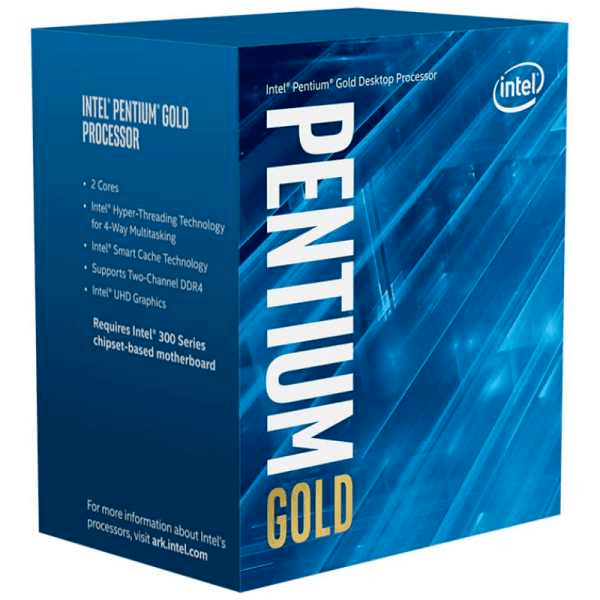 INTEL® PENTIUM® GOLD
PROCESSOR
• 2 Cores
• Intel® Hyper-Threading Technology
for 4-Way Multitasking
• Intel® Smart Cache Technology
• Supports Two-Channel DDR4
• Intel® UHD Graphics
Requires Intel® 300 Series
chipset-based motherboard
For more information about Intel's
processors, visit ark.intel.com
Intel® Pentium® Gold Desktop Processor
intel®
PENTIUM
GOLD